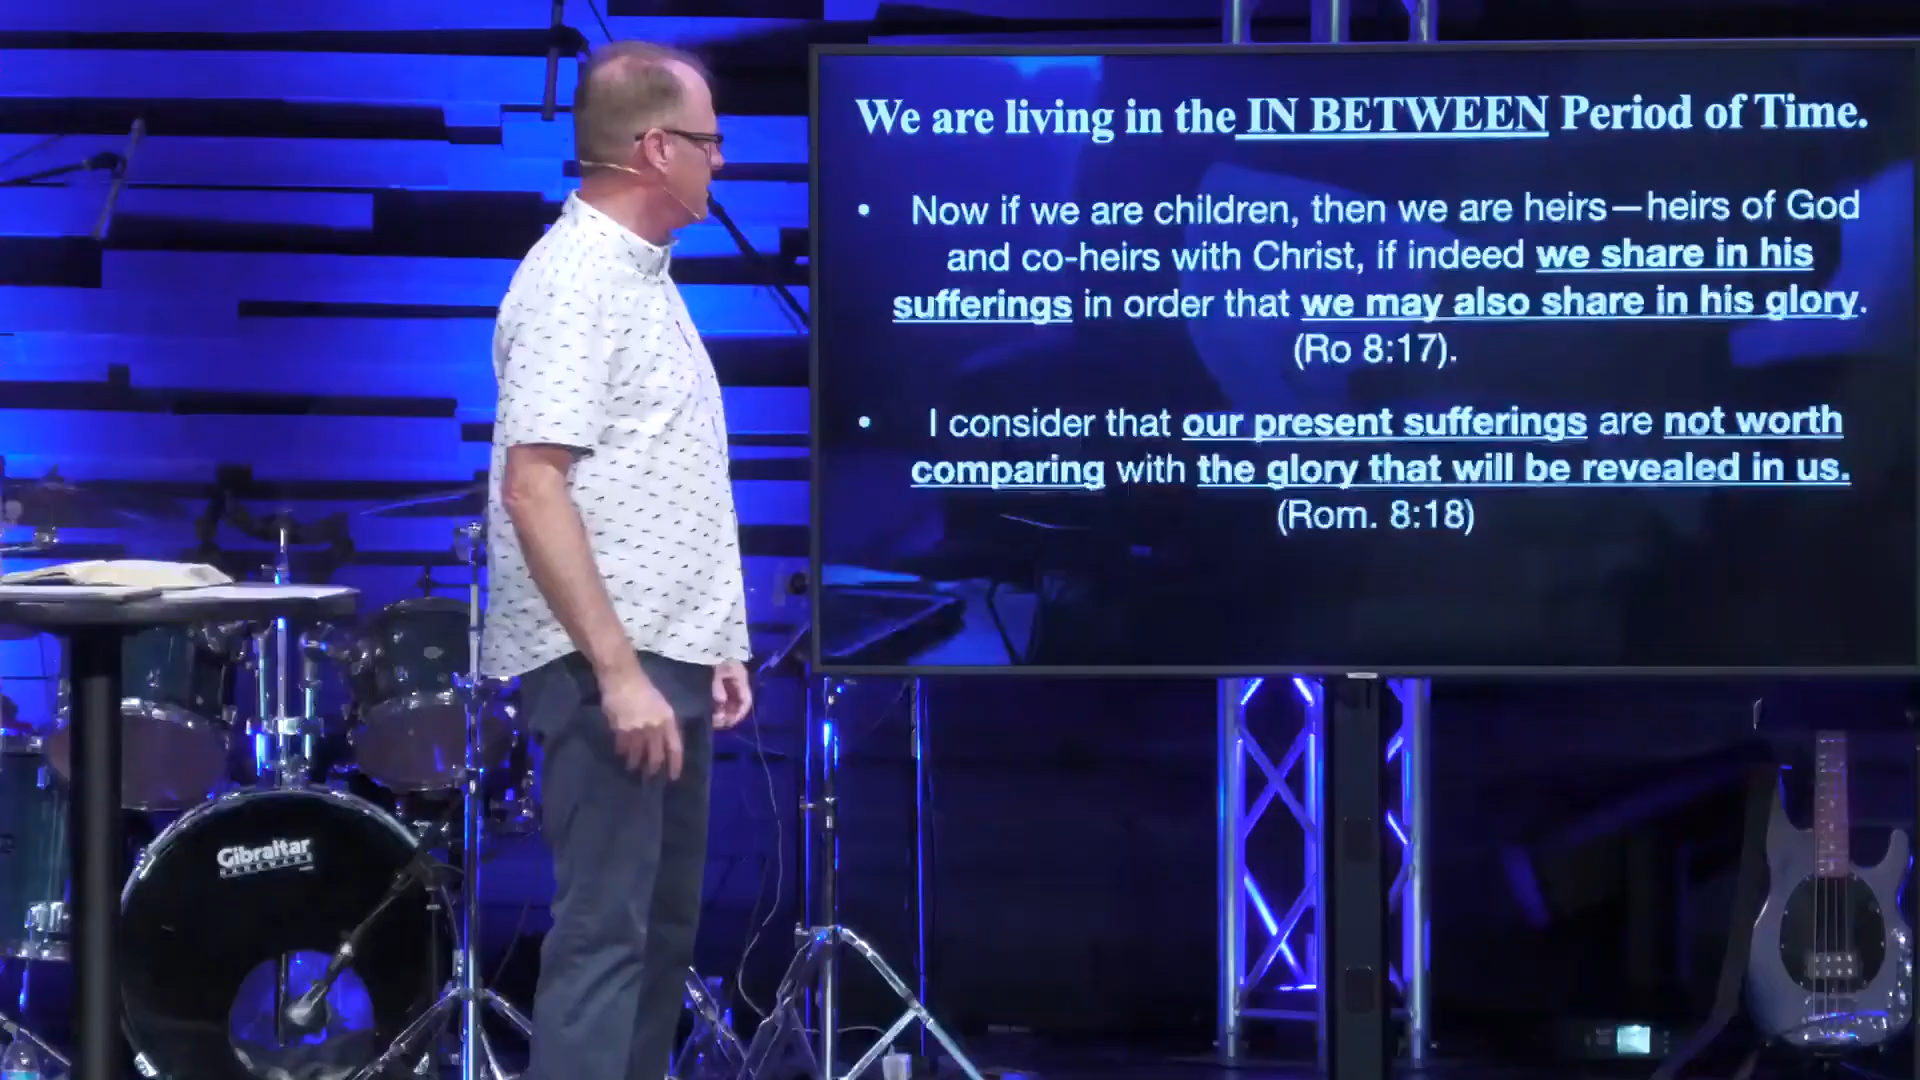 We are living in the IN BETWEEN Period of Time.
• Now if we are children, then we are heirs—heirs of God
and co-heirs with Christ, if indeed we share in his
sufferings in order that we may also share in his glory.
(Ro 8:17).
• I consider that our present sufferings are not worth
comparing with the glory that will be revealed in us.
(Rom. 8:18)
Gibraltar
HARDWARE